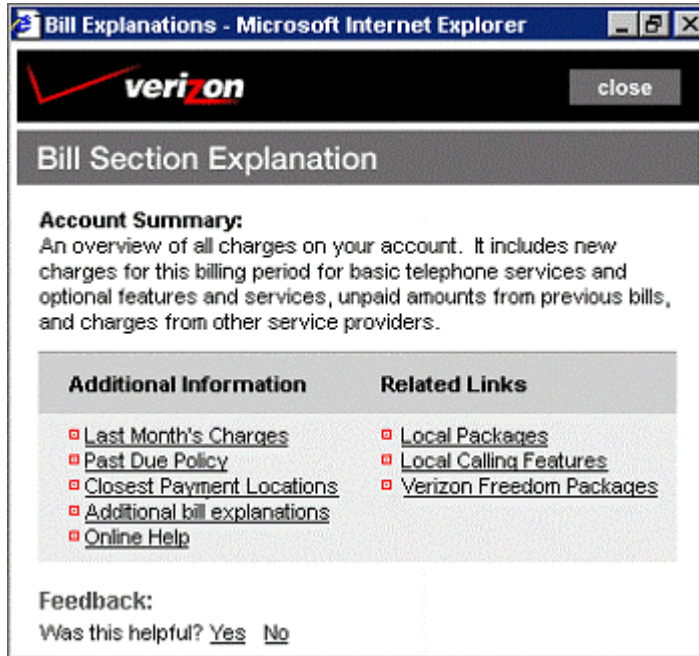 Bill Explanations - Microsoft Internet Explorer
verizon
close
Bill Section Explanation
Account Summary:
An overview of all charges on your account. It includes new
charges for this billing period for basic telephone services and
optional features and services, unpaid amounts from previous bills,
and charges from other service providers.
Additional Information
Last Month's Charges
Past Due Policy
Closest Payment Locations
Additional bill explanations
Online Help
Related Links
Local Packages
Local Calling Features
Verizon Freedom Packages
Feedback:
Was this helpful? Yes No